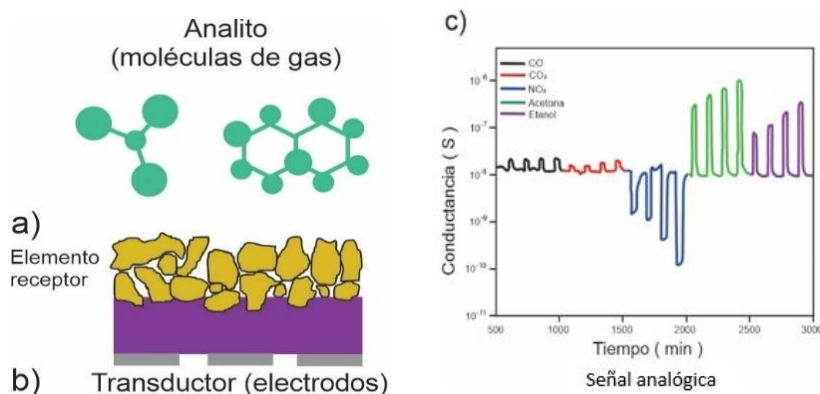 Analito
(moléculas de gas)
a)
Elemento
receptor
b)
Transductor (electrodos)
c)
CO
CO₂
NO₂
Acetona
Etanol
Conductancia ( S )
10⁻⁶
10⁻⁷
10⁻⁸
10⁻⁹
10⁻¹⁰
10⁻¹¹
500 1000 1500 2000 2500 3000
Tiempo ( min )
Señal analógica